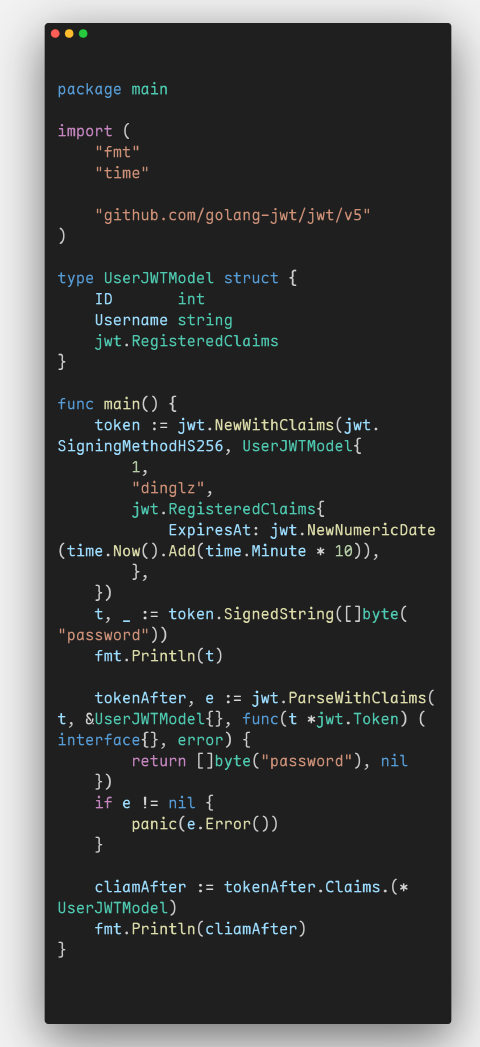 package main
import (
    "fmt"
    "time"
    "github.com/golang-jwt/jwt/v5"
)
type UserJWTModel struct {
    ID       int
    Username string
    jwt.RegisteredClaims
}
func main() {
    token := jwt.NewWithClaims(jwt.
SigningMethodHS256, UserJWTModel{
        1,
        "dinglz",
        jwt.RegisteredClaims{
            ExpiresAt: jwt.NewNumericDate
(time.Now().Add(time.Minute * 10)),
        },
    })
    t, _ := token.SignedString([]byte(
"password"))
    fmt.Println(t)
    tokenAfter, e := jwt.ParseWithClaims(
t, &UserJWTModel{}, func(t *jwt.Token) (
interface{}, error) {
        return []byte("password"), nil
    })
    if e != nil {
        panic(e.Error())
    }
    cliamAfter := tokenAfter.Claims.(*
UserJWTModel)
    fmt.Println(cliamAfter)
}